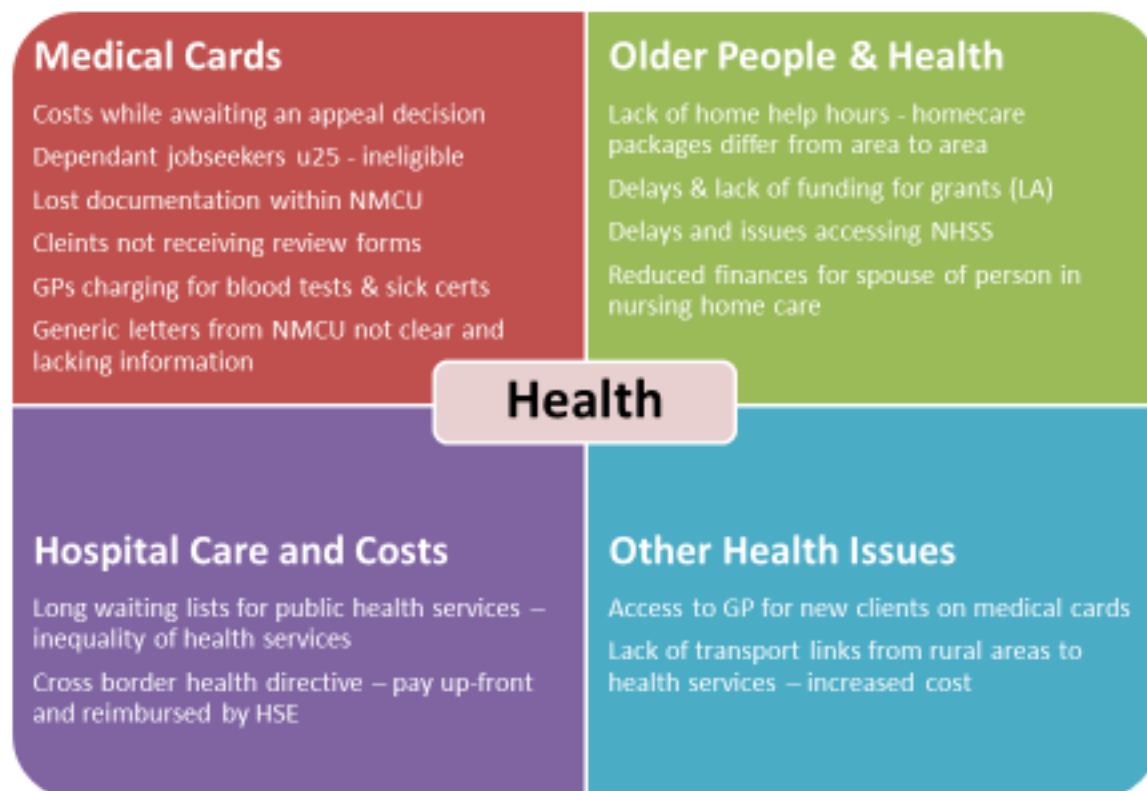 Medical Cards
Costs while awaiting an appeal decision
Dependant jobseekers u25 - ineligible
Lost documentation within NMCU
Cleints not receiving review forms
GPs charging for blood tests & sick certs
Generic letters from NMCU not clear and
lacking information
Older People & Health
Lack of home help hours - homecare
packages differ from area to area
Delays & lack of funding for grants (LA)
Delays and issues accessing NHSS
Reduced finances for spouse of person in
nursing home care
Health
Hospital Care and Costs
Long waiting lists for public health services –
inequality of health services
Cross border health directive – pay up-front
and reimbursed by HSE
Other Health Issues
Access to GP for new clients on medical cards
Lack of transport links from rural areas to
health services – increased cost